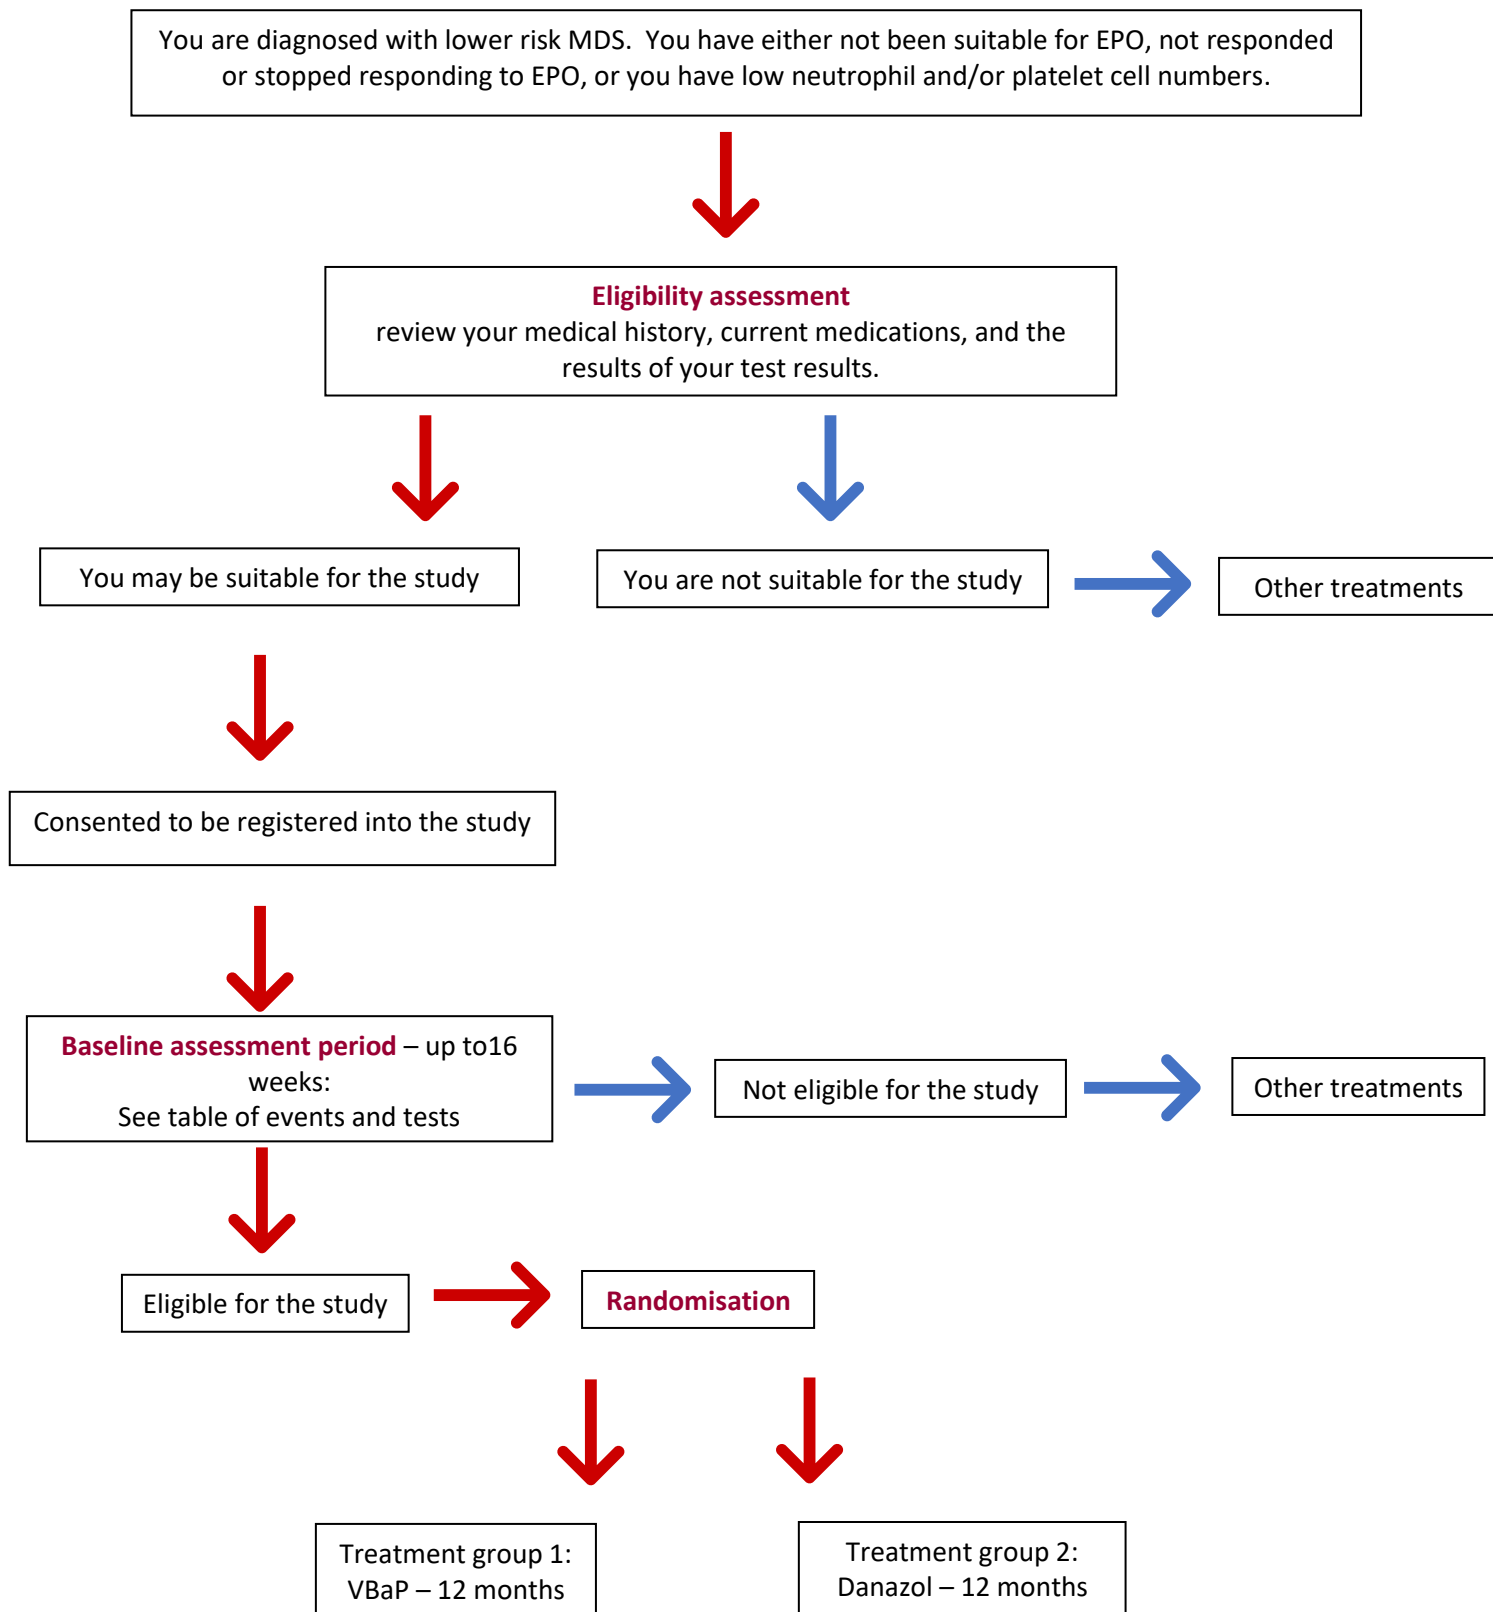 You are diagnosed with lower risk MDS.  You have either not been suitable for EPO, not responded
or stopped responding to EPO, or you have low neutrophil and/or platelet cell numbers.
Eligibility assessment
review your medical history, current medications, and the
results of your test results.
You may be suitable for the study
You are not suitable for the study
Other treatments
Consented to be registered into the study
Baseline assessment period – up to16
weeks:
See table of events and tests
Not eligible for the study
Other treatments
Eligible for the study
Randomisation
Treatment group 1:
VBaP – 12 months
Treatment group 2:
Danazol – 12 months